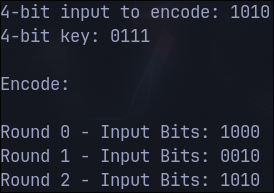 4-bit input to encode: 1010
4-bit key: 0111
Encode:
Round 0 - Input Bits: 1000
Round 1 - Input Bits: 0010
Round 2 - Input Bits: 1010